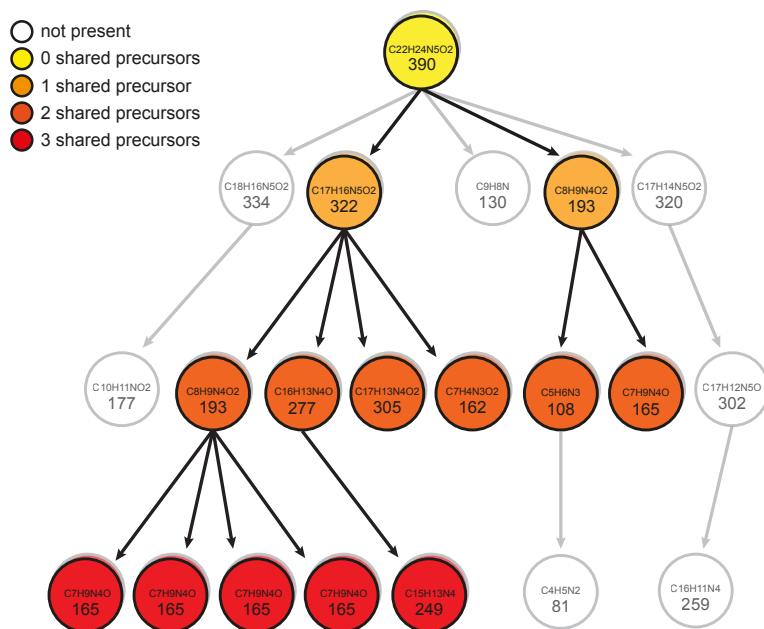 not present
0 shared precursors
1 shared precursor
2 shared precursors
3 shared precursors
C22H24N5O2
390
C18H16N5O2
334
C17H16N5O2
322
C9H8N
130
C8H9N4O2
193
C17H14N5O2
320
C10H11NO2
177
C8H9N4O2
193
C16H13N4O
277
C17H13N4O2
305
C7H4N3O2
162
C5H6N3
108
C7H9N4O
165
C17H12N5O
302
C7H9N4O
165
C7H9N4O
165
C7H9N4O
165
C7H9N4O
165
C15H13N4
249
C4H5N2
81
C16H11N4
259